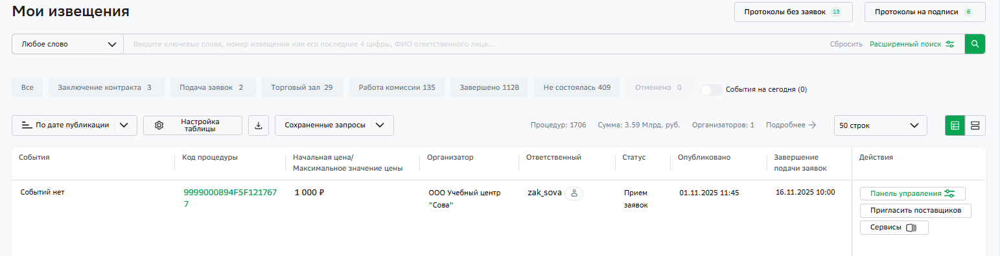 Мои извещения
Протоколы без заявок 13
Протоколы на подписи 6
Любое слово
Введите ключевые слова, номер извещения или его последние 4 цифры, ФИО ответственного лица...
Сбросить
Расширенный поиск
Все
Заключение контракта 3
Подача заявок 2
Торговый зал 29
Работа комиссии 135
Завершено 1128
Не состоялась 409
Отменено 0
События на сегодня (0)
По дате публикации
Настройка
таблицы
Сохраненные запросы
Процедур: 1706
Сумма: 3.59 Млрд. руб.
Организаторов: 1
Подробнее
50 строк
События
Код процедуры
Начальная цена/
Максимальное значение цены
Организатор
Ответственный
Статус
Опубликовано
Завершение
подачи заявок
Действия
Событий нет
9999000894F5F121767
7
1 000 ₽
ООО Учебный центр
"Сова"
zak_sova
Прием
заявок
01.11.2025 11:45
16.11.2025 10:00
Панель управления
Пригласить поставщиков
Сервисы